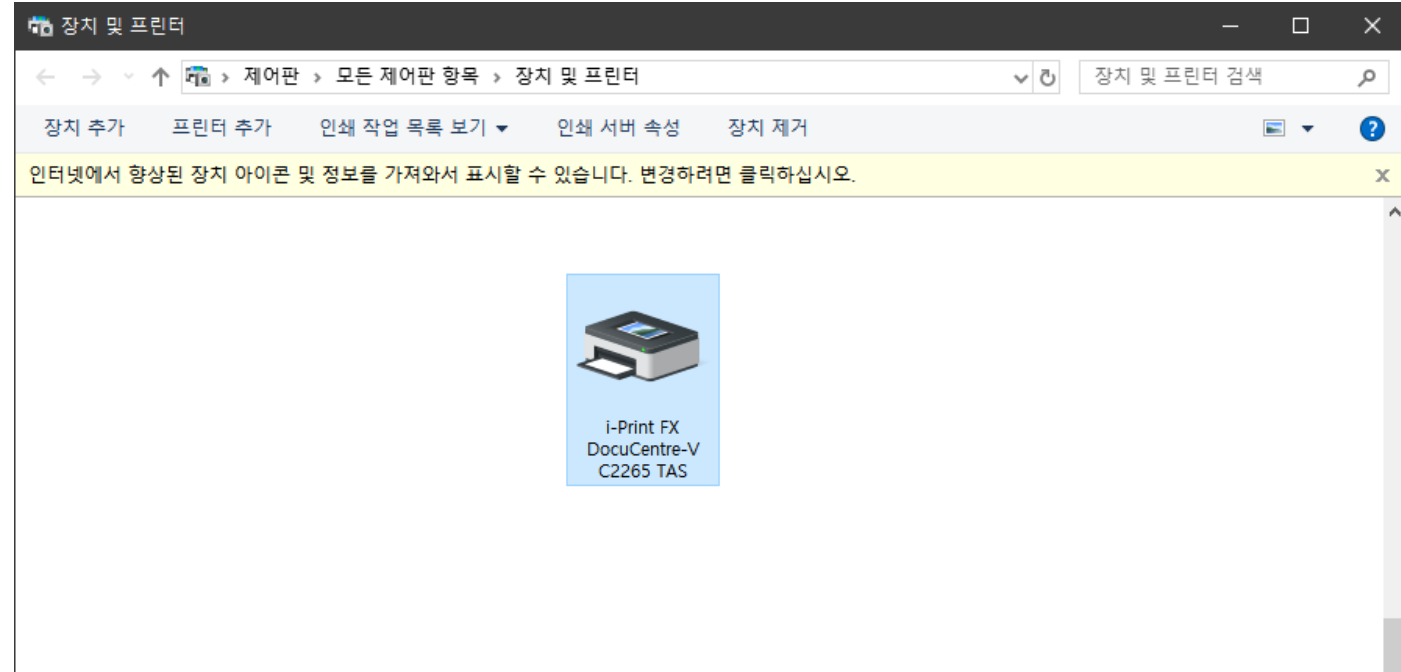 장치 및 프린터
제어판 › 모든 제어판 항목 › 장치 및 프린터
장치 및 프린터 검색
장치 추가 프린터 추가 인쇄 작업 목록 보기 인쇄 서버 속성 장치 제거
인터넷에서 향상된 장치 아이콘 및 정보를 가져와서 표시할 수 있습니다. 변경하려면 클릭하십시오.
i-Print FX
DocuCentre-V
C2265 TAS